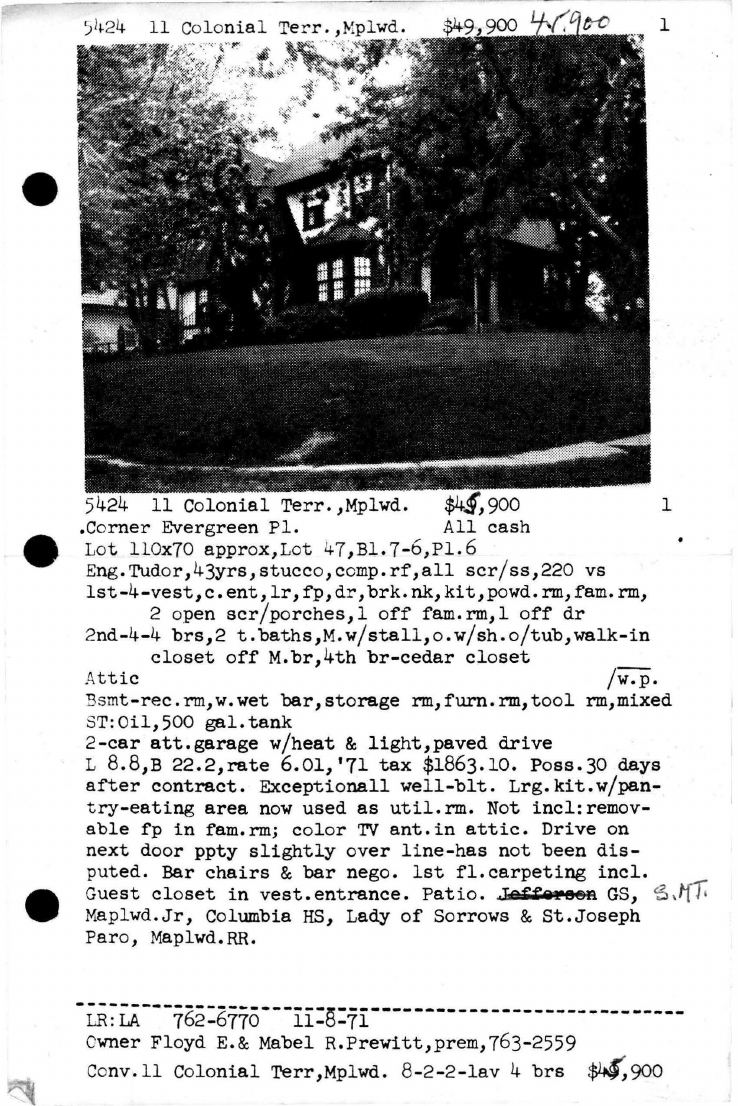 5424 11 Colonial Terr.,Mplwd. $49,900 45,900 1
5424 11 Colonial Terr.,Mplwd. $45,900 1
.Corner Evergreen Pl. All cash
Lot 110x70 approx,Lot 47,Bl.7-6,Pl.6
Eng.Tudor,43yrs,stucco,comp.rf,all scr/ss,220 vs
1st-4-vest,c.ent,lr,fp,dr,brk.nk,kit,powd.rm,fam.rm,
2 open scr/porches,1 off fam.rm,1 off dr
2nd-4-4 brs,2 t.baths,M.w/stall,o.w/sh.o/tub,walk-in
closet off M.br,4th br-cedar closet
Attic /w.p.
Bsmt-rec.rm,w.wet bar,storage rm,furn.rm,tool rm,mixed
ST:Oil,500 gal.tank
2-car att.garage w/heat & light,paved drive
L 8.8,B 22.2,rate 6.01,'71 tax $1863.10. Poss.30 days
after contract. Exceptionall well-blt. Lrg.kit.w/pan-
try-eating area now used as util.rm. Not incl:remov-
able fp in fam.rm; color TV ant.in attic. Drive on
next door ppty slightly over line-has not been dis-
puted. Bar chairs & bar nego. 1st fl.carpeting incl.
Guest closet in vest.entrance. Patio. Jefferson GS, S.MT.
Maplwd.Jr, Columbia HS, Lady of Sorrows & St.Joseph
Paro, Maplwd.RR.
LR:LA 762-6770 11-8-71
Owner Floyd E.& Mabel R.Prewitt,prem,763-2559
Conv.11 Colonial Terr,Mplwd. 8-2-2-lav 4 brs $45,900